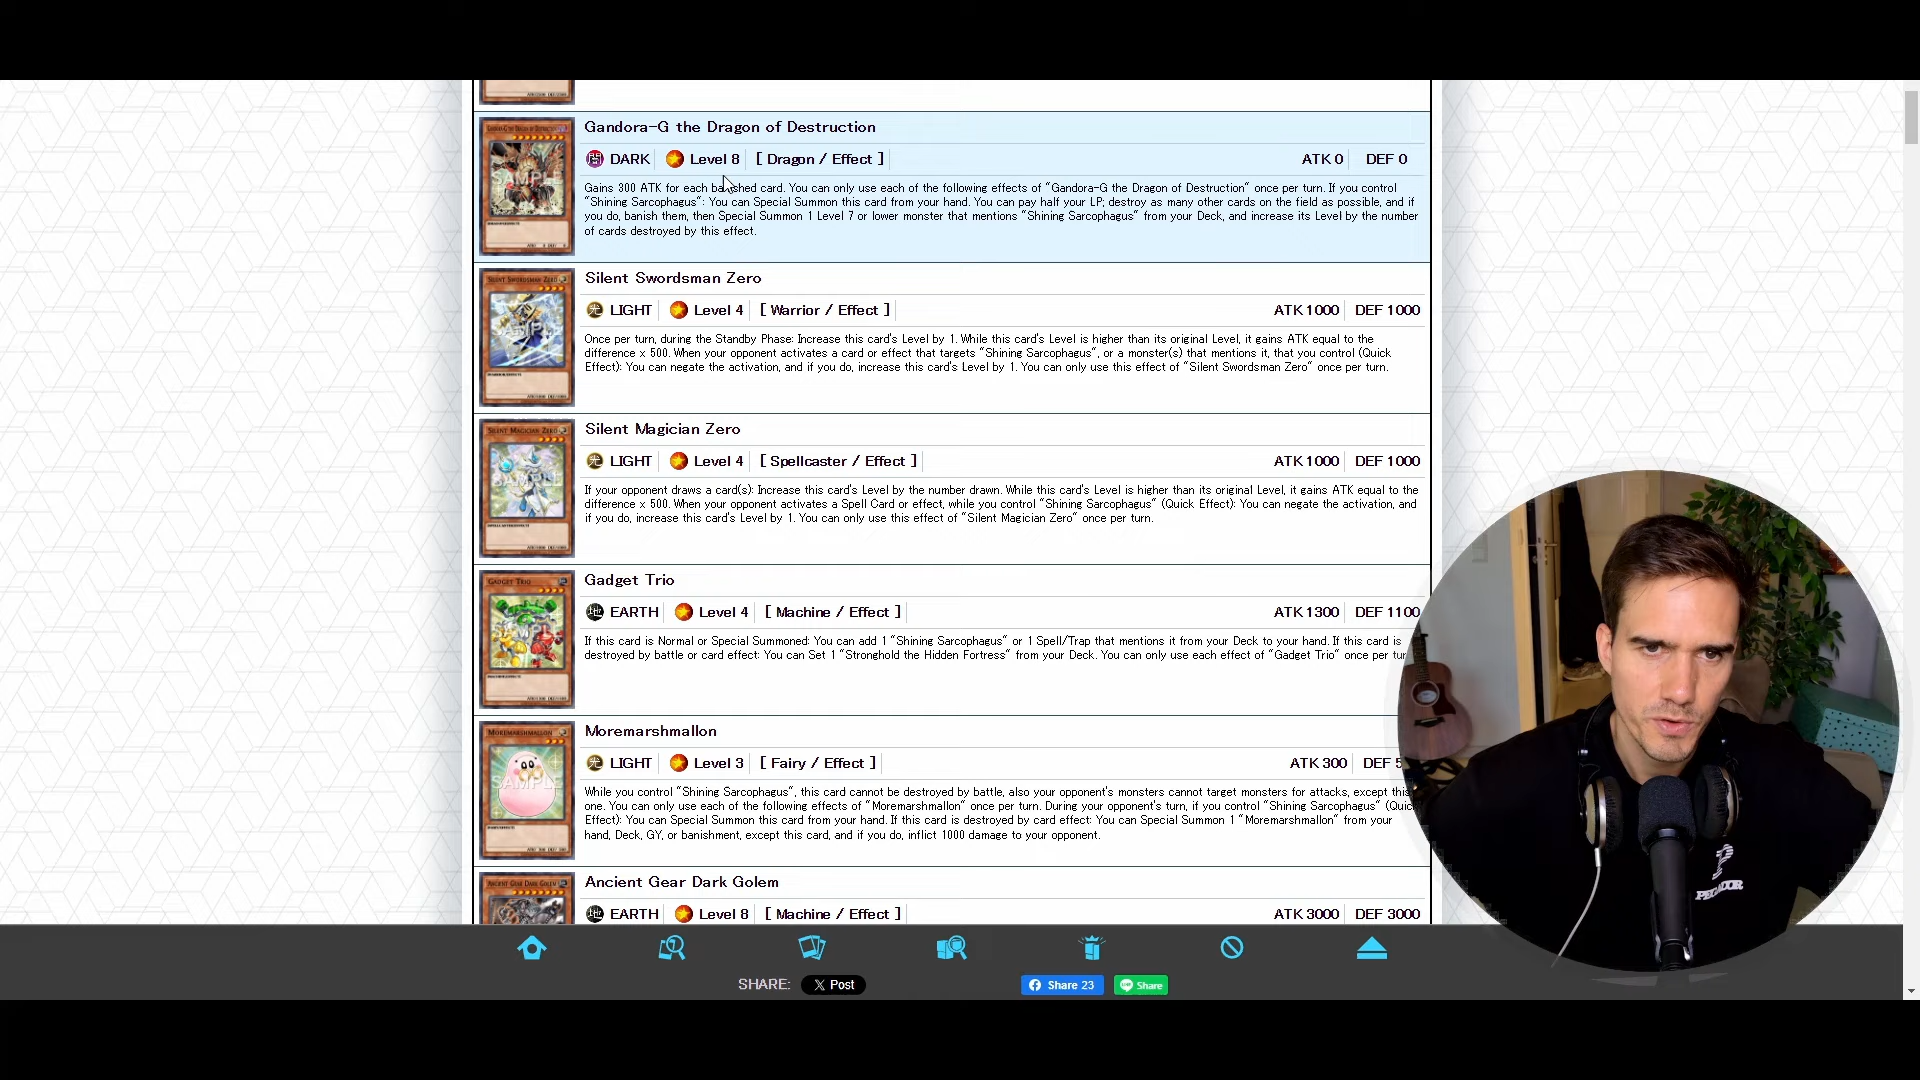 Gandora-G the Dragon of Destruction
DARK Level 8 [ Dragon / Effect ] ATK 0 DEF 0
Gains 300 ATK for each banished card. You can only use each of the following effects of "Gandora-G the Dragon of Destruction" once per turn. If you control
"Shining Sarcophagus": You can Special Summon this card from your hand. You can pay half your LP; destroy as many other cards on the field as possible, and if
you do, banish them, then Special Summon 1 Level 7 or lower monster that mentions "Shining Sarcophagus" from your Deck, and increase its Level by the number
of cards destroyed by this effect.
SAMPLE
Silent Swordsman Zero
SILENT SWORDSMAN ZERO
LIGHT Level 4 [ Warrior / Effect ] ATK 1000 DEF 1000
Once per turn, during the Standby Phase: Increase this card's Level by 1. While this card's Level is higher than its original Level, it gains ATK equal to the
difference x 500. When your opponent activates a card or effect that targets "Shining Sarcophagus", or a monster(s) that mentions it, that you control (Quick
Effect): You can negate the activation, and if you do, increase this card's Level by 1. You can only use this effect of "Silent Swordsman Zero" once per turn.
SAMPLE
Silent Magician Zero
SILENT MAGICIAN ZERO
LIGHT Level 4 [ Spellcaster / Effect ] ATK 1000 DEF 1000
If your opponent draws a card(s): Increase this card's Level by the number drawn. While this card's Level is higher than its original Level, it gains ATK equal to the
difference x 500. When your opponent activates a Spell Card or effect, while you control "Shining Sarcophagus" (Quick Effect): You can negate the activation, and
if you do, increase this card's Level by 1. You can only use this effect of "Silent Magician Zero" once per turn.
SAMPLE
Gadget Trio
GADGET TRIO
EARTH Level 4 [ Machine / Effect ] ATK 1300 DEF 1100
If this card is Normal or Special Summoned: You can add 1 "Shining Sarcophagus" or 1 Spell/Trap that mentions it from your Deck to your hand. If this card is
destroyed by battle or card effect: You can Set 1 "Stronghold the Hidden Fortress" from your Deck. You can only use each effect of "Gadget Trio" once per tur
SAMPLE
Moremarshmallon
MOREMARSHMALLON
LIGHT Level 3 [ Fairy / Effect ] ATK 300 DEF 5
While you control "Shining Sarcophagus", this card cannot be destroyed by battle, also your opponent's monsters cannot target monsters for attacks, except this
one. You can only use each of the following effects of "Moremarshmallon" once per turn. During your opponent's turn, if you control "Shining Sarcophagus" (Quic
Effect): You can Special Summon this card from your hand. If this card is destroyed by card effect: You can Special Summon 1 "Moremarshmallon" from your
hand, Deck, GY, or banishment, except this card, and if you do, inflict 1000 damage to your opponent.
SAMPLE
Ancient Gear Dark Golem
ANCIENT GEAR DARK GOLEM
EARTH Level 8 [ Machine / Effect ] ATK 3000 DEF 3000
SHARE: Post Share 23 Share